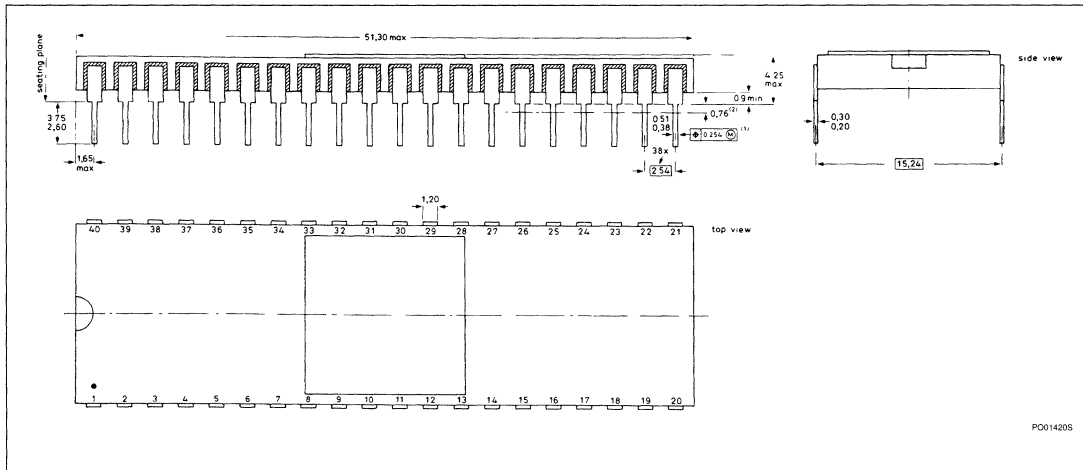 51,30 max
seating plane
side view
4.25
max
0.9 min
0,76 (2)
3.75
2,60
0.51
0,38
0.254 M (1)
0,30
0,20
1,65
max
38x
2.54
15,24
1,20
40 39 38 37 36 35 34 33 32 31 30 29 28 27 26 25 24 23 22 21
top view
1 2 3 4 5 6 7 8 9 10 11 12 13 14 15 16 17 18 19 20
PO01420S